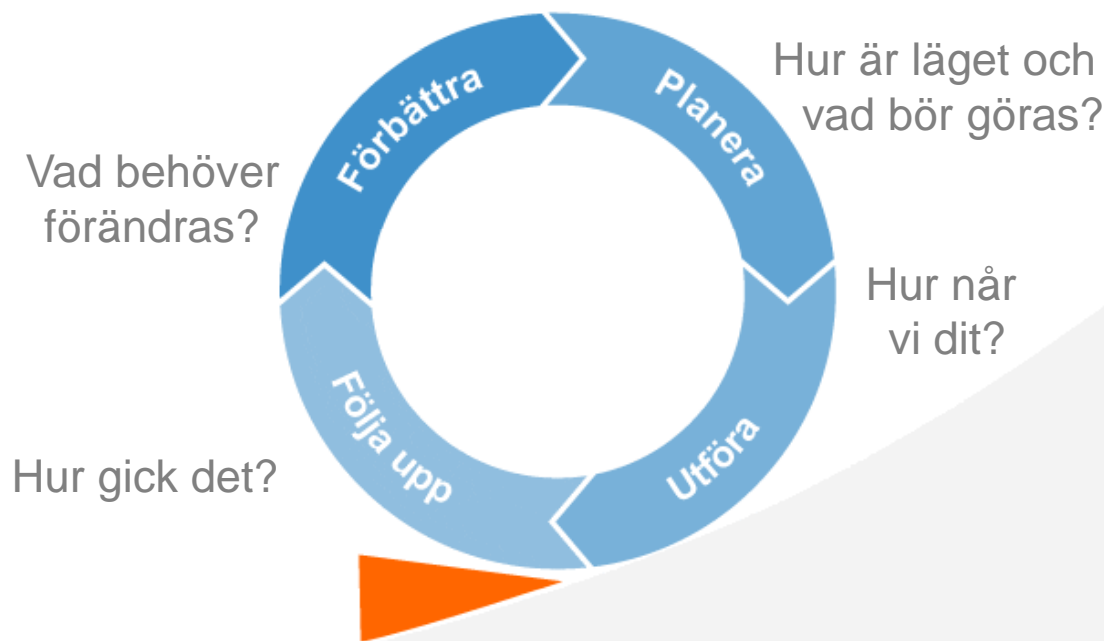 Planera
Hur är läget och
vad bör göras?
Utföra
Hur når
vi dit?
Följa upp
Hur gick det?
Förbättra
Vad behöver
förändras?